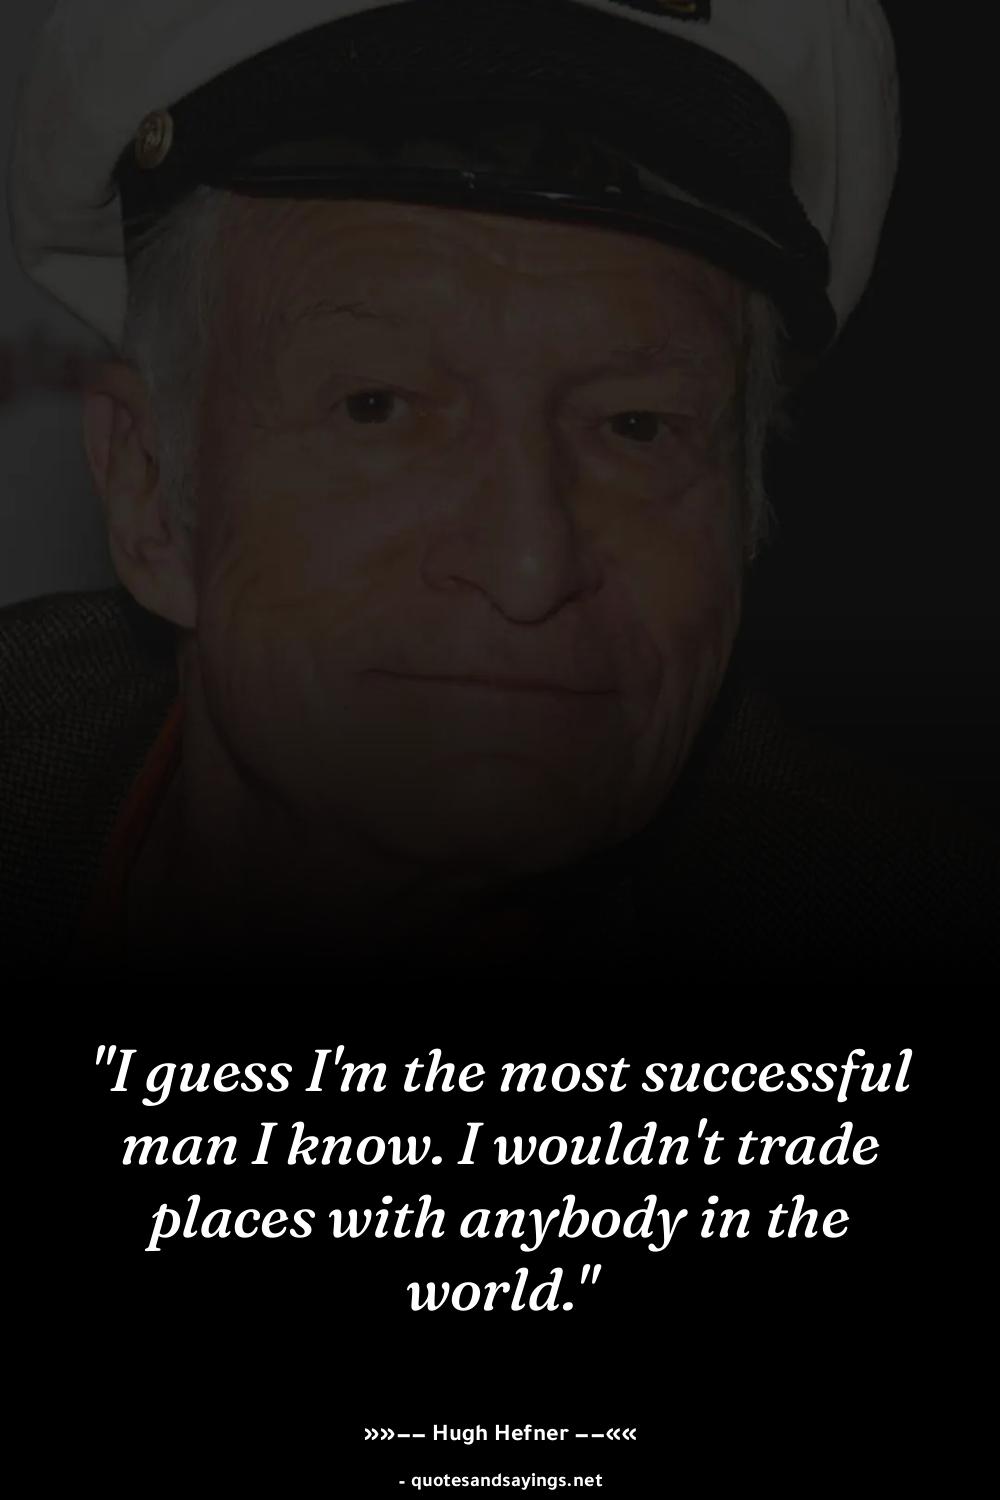 "I guess I'm the most successful
man I know. I wouldn't trade
places with anybody in the
world."
»»−− Hugh Hefner −−««
- quotesandsayings.net